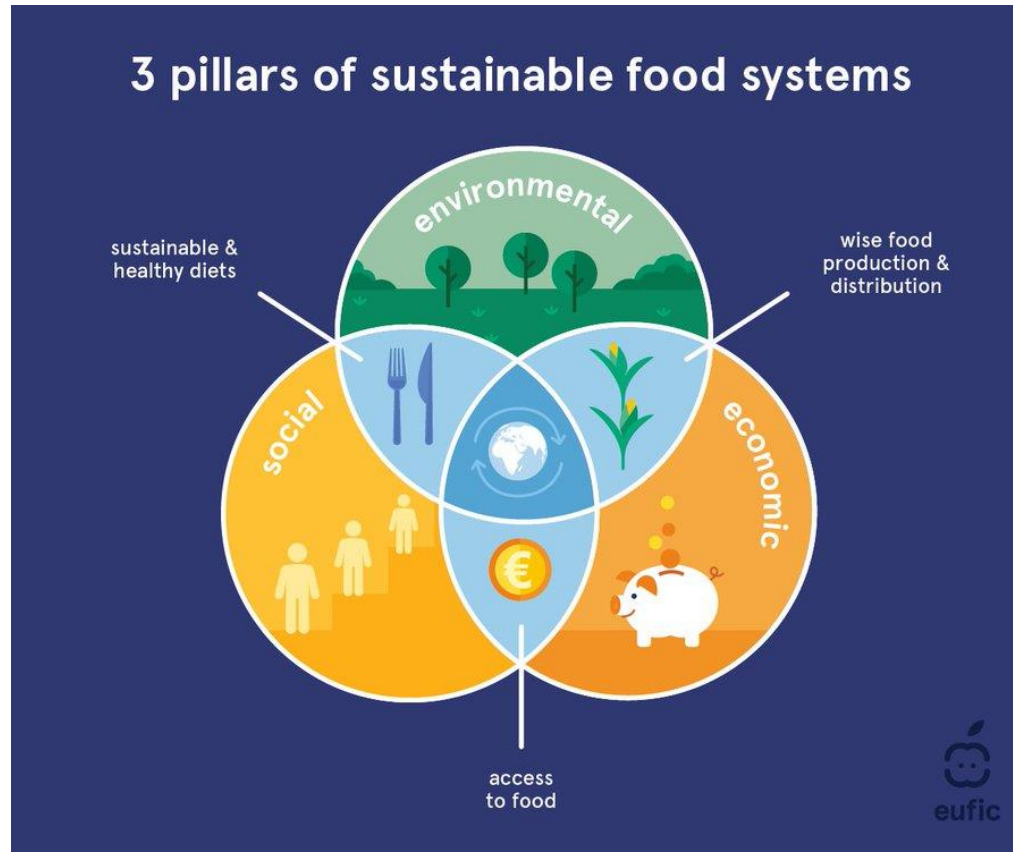 3 pillars of sustainable food systems
environmental
sustainable &
healthy diets
wise food
production &
distribution
social
economic
€
access
to food
eufic